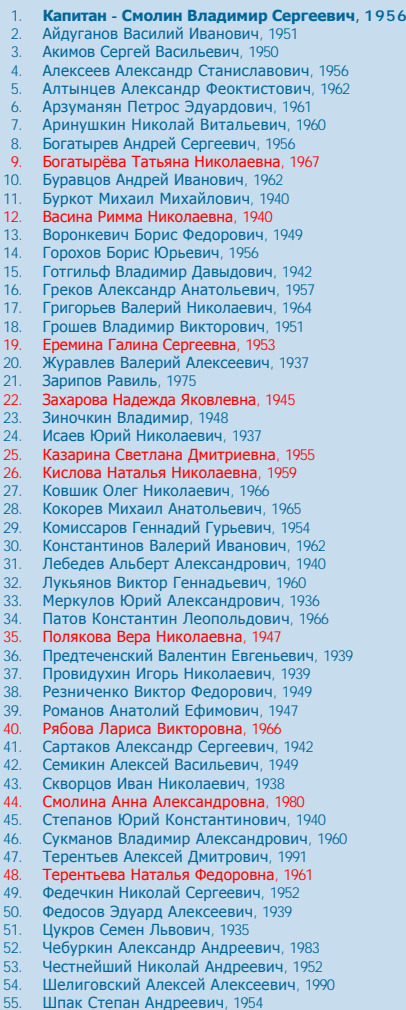 1. Капитан - Смолин Владимир Сергеевич, 1956
2. Айдуганов Василий Иванович, 1951
3. Акимов Сергей Васильевич, 1950
4. Алексеев Александр Станиславович, 1956
5. Алтынцев Александр Феоктистович, 1962
6. Арзуманян Петрос Эдуардович, 1961
7. Аринушкин Николай Витальевич, 1960
8. Богатырев Андрей Сергеевич, 1956
9. Богатырёва Татьяна Николаевна, 1967
10. Буравцов Андрей Иванович, 1962
11. Буркот Михаил Михайлович, 1940
12. Васина Римма Николаевна, 1940
13. Воронкевич Борис Федорович, 1949
14. Горохов Борис Юрьевич, 1956
15. Готгильф Владимир Давыдович, 1942
16. Греков Александр Анатольевич, 1957
17. Григорьев Валерий Николаевич, 1964
18. Грошев Владимир Викторович, 1951
19. Еремина Галина Сергеевна, 1953
20. Журавлев Валерий Алексеевич, 1937
21. Зарипов Равиль, 1975
22. Захарова Надежда Яковлевна, 1945
23. Зиночкин Владимир, 1948
24. Исаев Юрий Николаевич, 1937
25. Казарина Светлана Дмитриевна, 1955
26. Кислова Наталья Николаевна, 1959
27. Ковшик Олег Николаевич, 1966
28. Кокорев Михаил Анатольевич, 1965
29. Комиссаров Геннадий Гурьевич, 1954
30. Константинов Валерий Иванович, 1962
31. Лебедев Альберт Александрович, 1940
32. Лукьянов Виктор Геннадьевич, 1960
33. Меркулов Юрий Александрович, 1936
34. Патов Константин Леопольдович, 1966
35. Полякова Вера Николаевна, 1947
36. Предтеченский Валентин Евгеньевич, 1939
37. Провидухин Игорь Николаевич, 1939
38. Резниченко Виктор Федорович, 1949
39. Романов Анатолий Ефимович, 1947
40. Рябова Лариса Викторовна, 1966
41. Сартаков Александр Сергеевич, 1942
42. Семикин Алексей Васильевич, 1949
43. Скворцов Иван Николаевич, 1938
44. Смолина Анна Александровна, 1980
45. Степанов Юрий Константинович, 1940
46. Сукманов Владимир Александрович, 1960
47. Терентьев Алексей Дмитрович, 1991
48. Терентьева Наталья Федоровна, 1961
49. Федечкин Николай Сергеевич, 1952
50. Федосов Эдуард Алексеевич, 1939
51. Цукров Семен Львович, 1935
52. Чебуркин Александр Андреевич, 1983
53. Честнейший Николай Андреевич, 1952
54. Шелиговский Алексей Алексеевич, 1990
55. Шпак Степан Андреевич, 1954